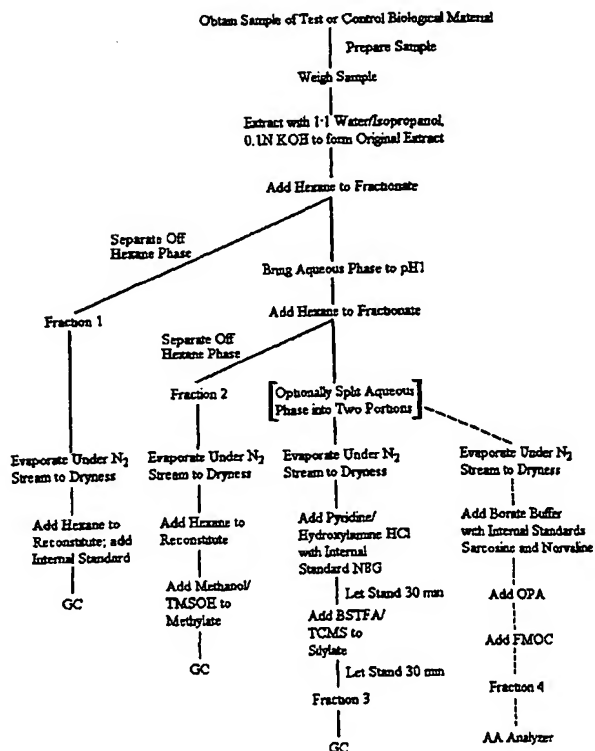 Obtain Sample of Test or Control Biological Material
Prepare Sample
Weigh Sample
Extract with 1-1 Water/Isopropanol,
0.1N KOH to form Original Extract
Add Hexane to Fractionate
Separate Off
Hexane Phase
Bring Aqueous Phase to pH1
Add Hexane to Fractionate
Fraction 1
Separate Off
Hexane Phase
Fraction 2
[Optionally Split Aqueous
Phase into Two Portions]
Evaporate Under N2
Stream to Dryness
Add Hexane to
Reconstitute; add
Internal Standard
GC
Evaporate Under N2
Stream to Dryness
Add Hexane to
Reconstitute
Add Methanol/
TMSOH to
Methylate
GC
Evaporate Under N2
Stream to Dryness
Add Pyridine/
Hydroxylamine HCl
with Internal
Standard NBG
Let Stand 30 min
Add BSTFA/
TCMS to
Silylate
Let Stand 30 min
Fraction 3
GC
Evaporate Under N2
Stream to Dryness
Add Borate Buffer
with Internal Standards
Sarcosine and Norvaline
Add OPA
Add FMOC
Fraction 4
AA Analyzer